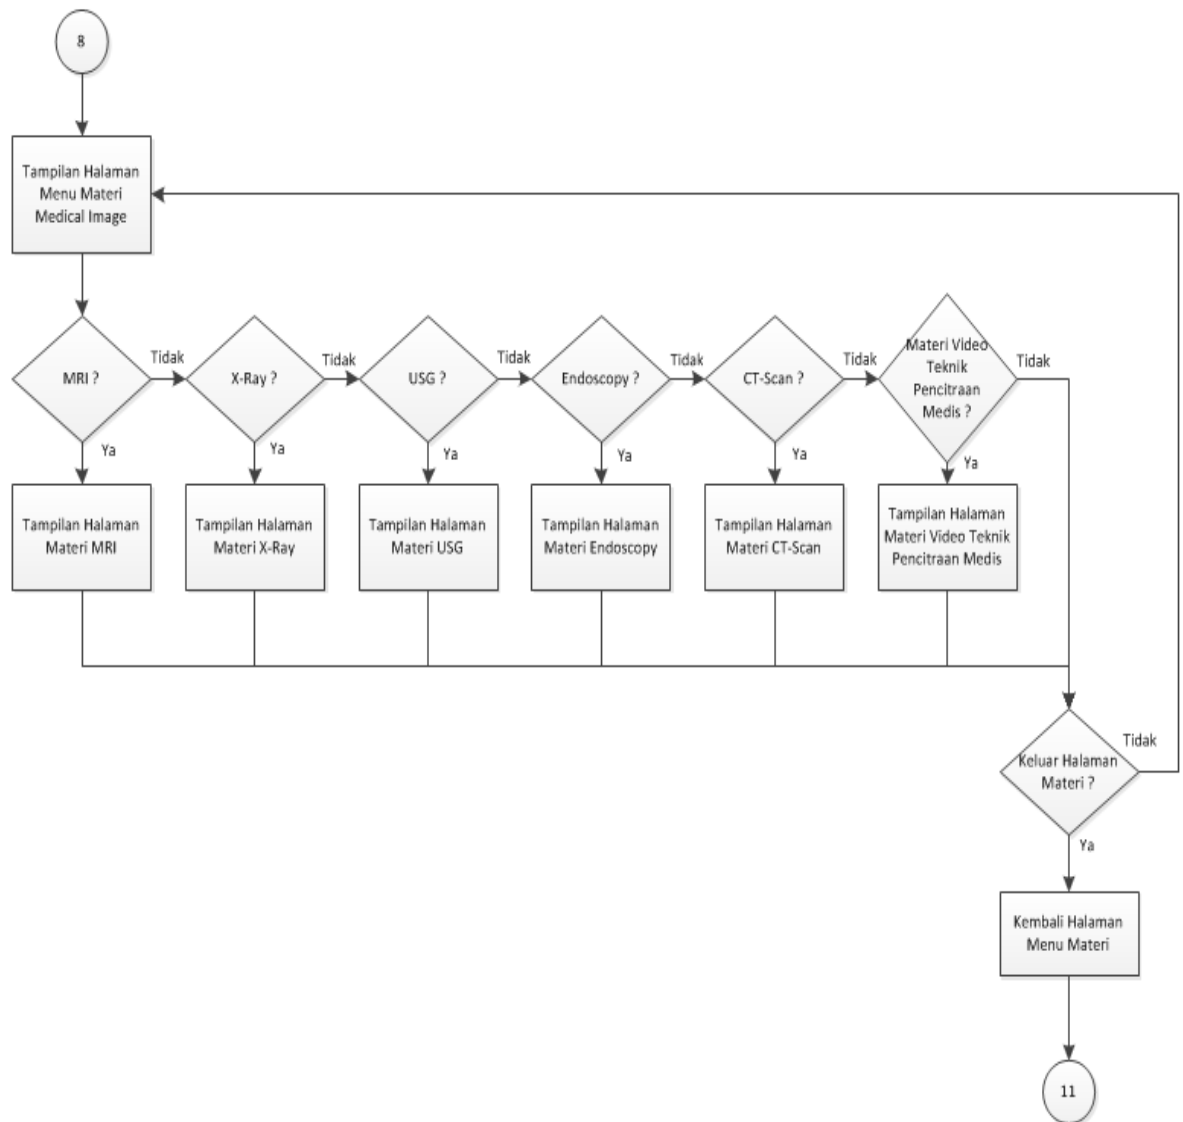 8
Tampilan Halaman
Menu Materi
Medical Image
MRI ?
Tidak
X-Ray ?
Tidak
USG ?
Tidak
Endoscopy ?
Tidak
CT-Scan ?
Tidak
Materi Video
Teknik
Pencitraan
Medis ?
Tidak
Ya
Ya
Ya
Ya
Ya
Ya
Tampilan Halaman
Materi MRI
Tampilan Halaman
Materi X-Ray
Tampilan Halaman
Materi USG
Tampilan Halaman
Materi Endoscopy
Tampilan Halaman
Materi CT-Scan
Tampilan Halaman
Materi Video Teknik
Pencitraan Medis
Keluar Halaman
Materi ?
Tidak
Ya
Kembali Halaman
Menu Materi
11